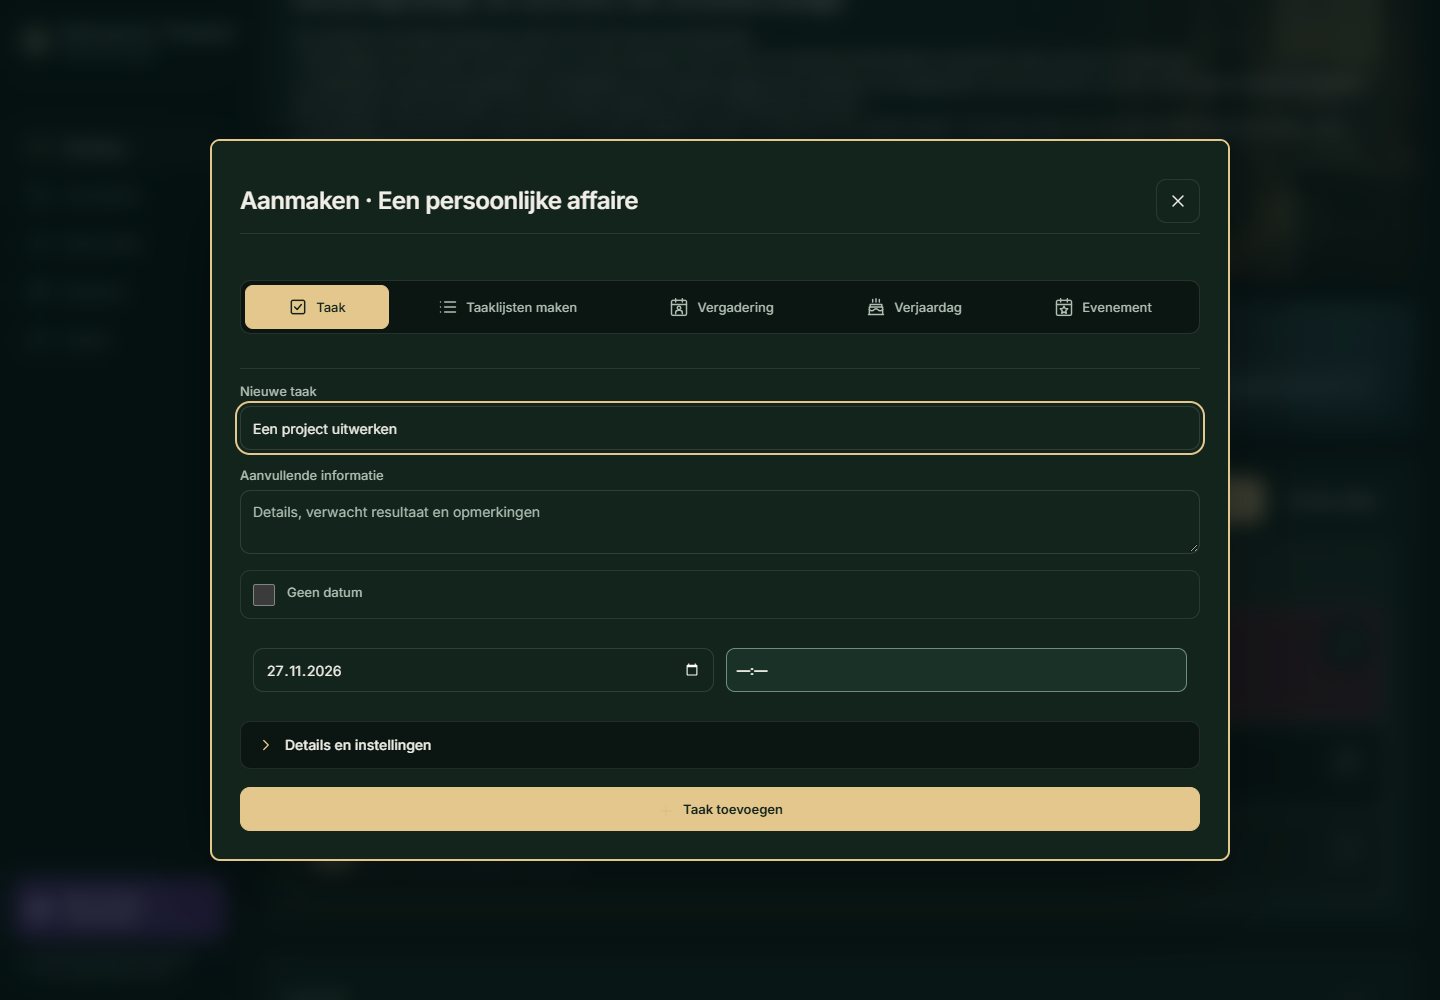 Aanmaken · Een persoonlijke affaire
Taak
Taaklijsten maken
Vergadering
Verjaardag
Evenement
Nieuwe taak
Een project uitwerken
Aanvullende informatie
Details, verwacht resultaat en opmerkingen
Geen datum
27.11.2026
—:—
Details en instellingen
Taak toevoegen